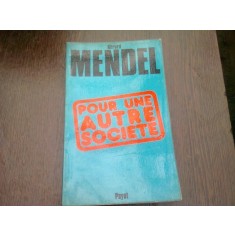 MENDEL
POUR UNE
AUTRE
SOCIÉTÉ
Payot